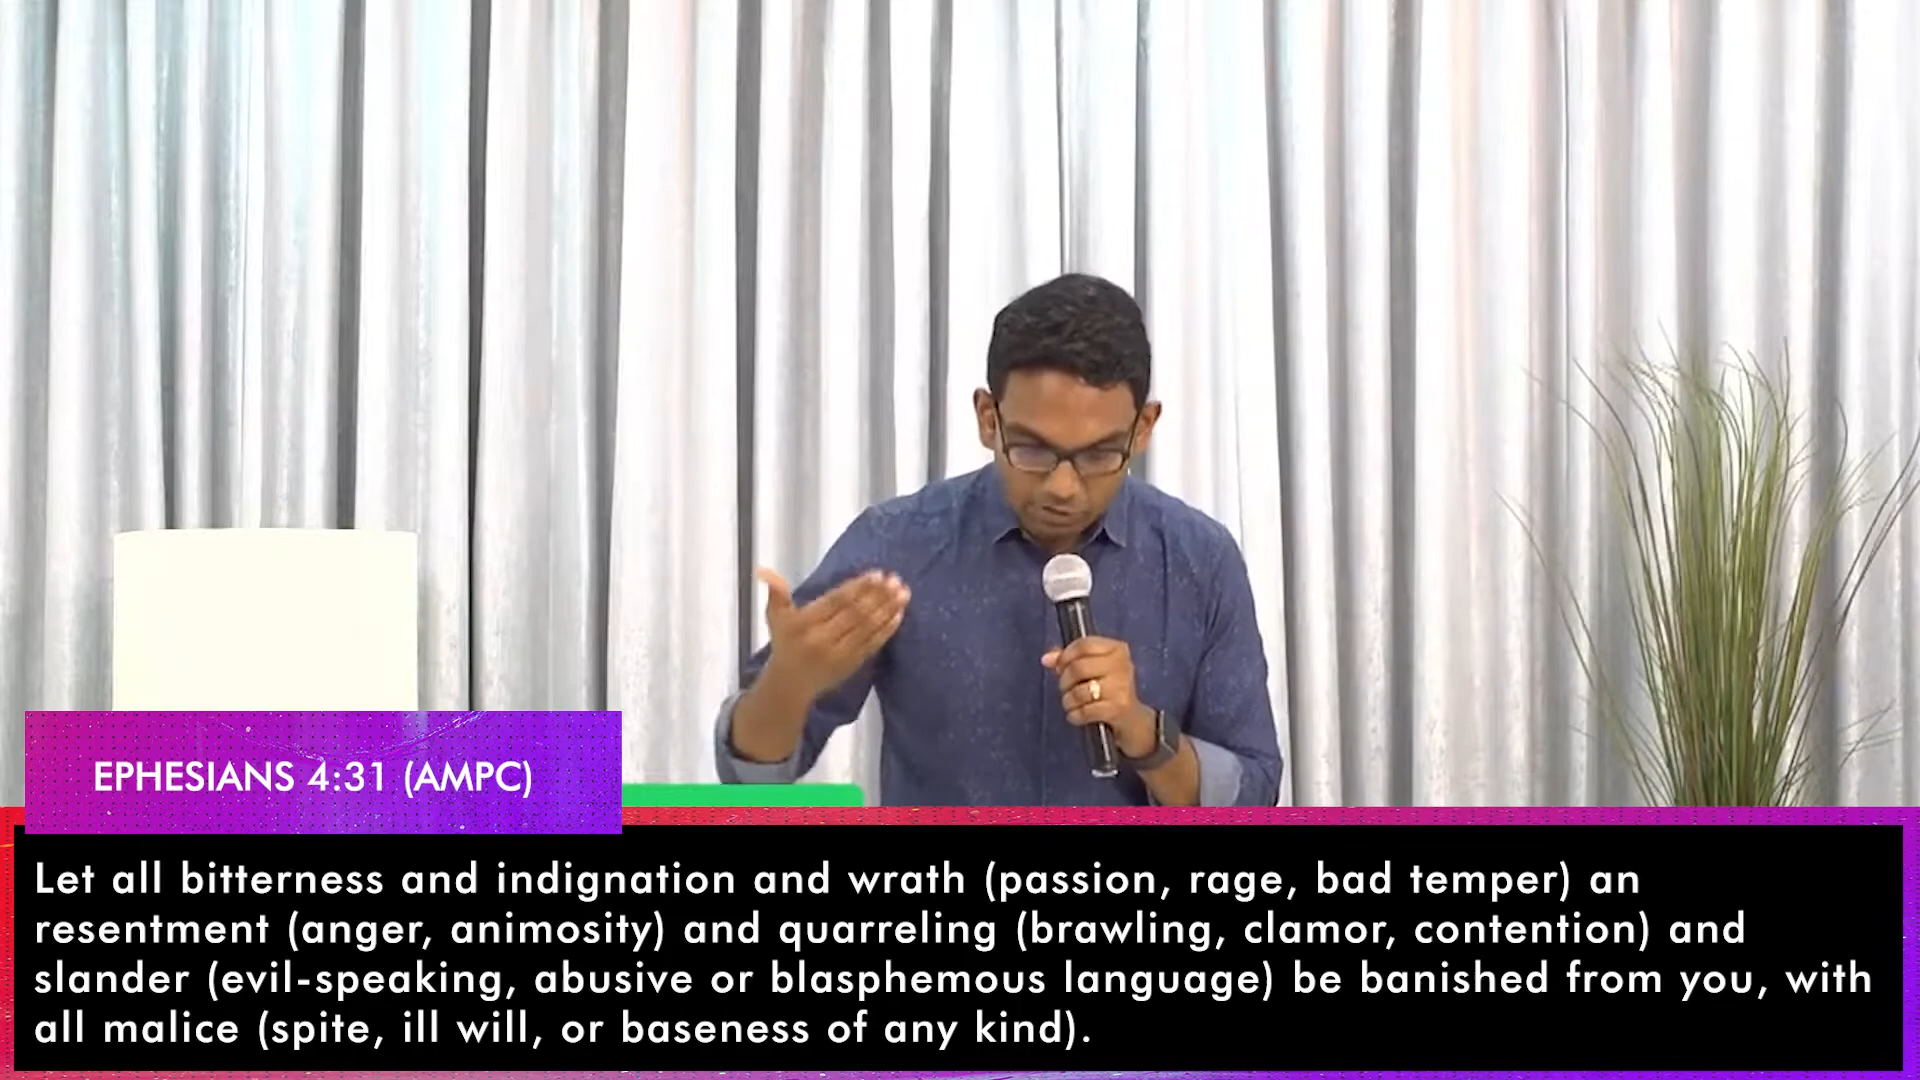 EPHESIANS 4:31 (AMPC)
Let all bitterness and indignation and wrath (passion, rage, bad temper) an
resentment (anger, animosity) and quarreling (brawling, clamor, contention) and
slander (evil-speaking, abusive or blasphemous language) be banished from you, with
all malice (spite, ill will, or baseness of any kind).